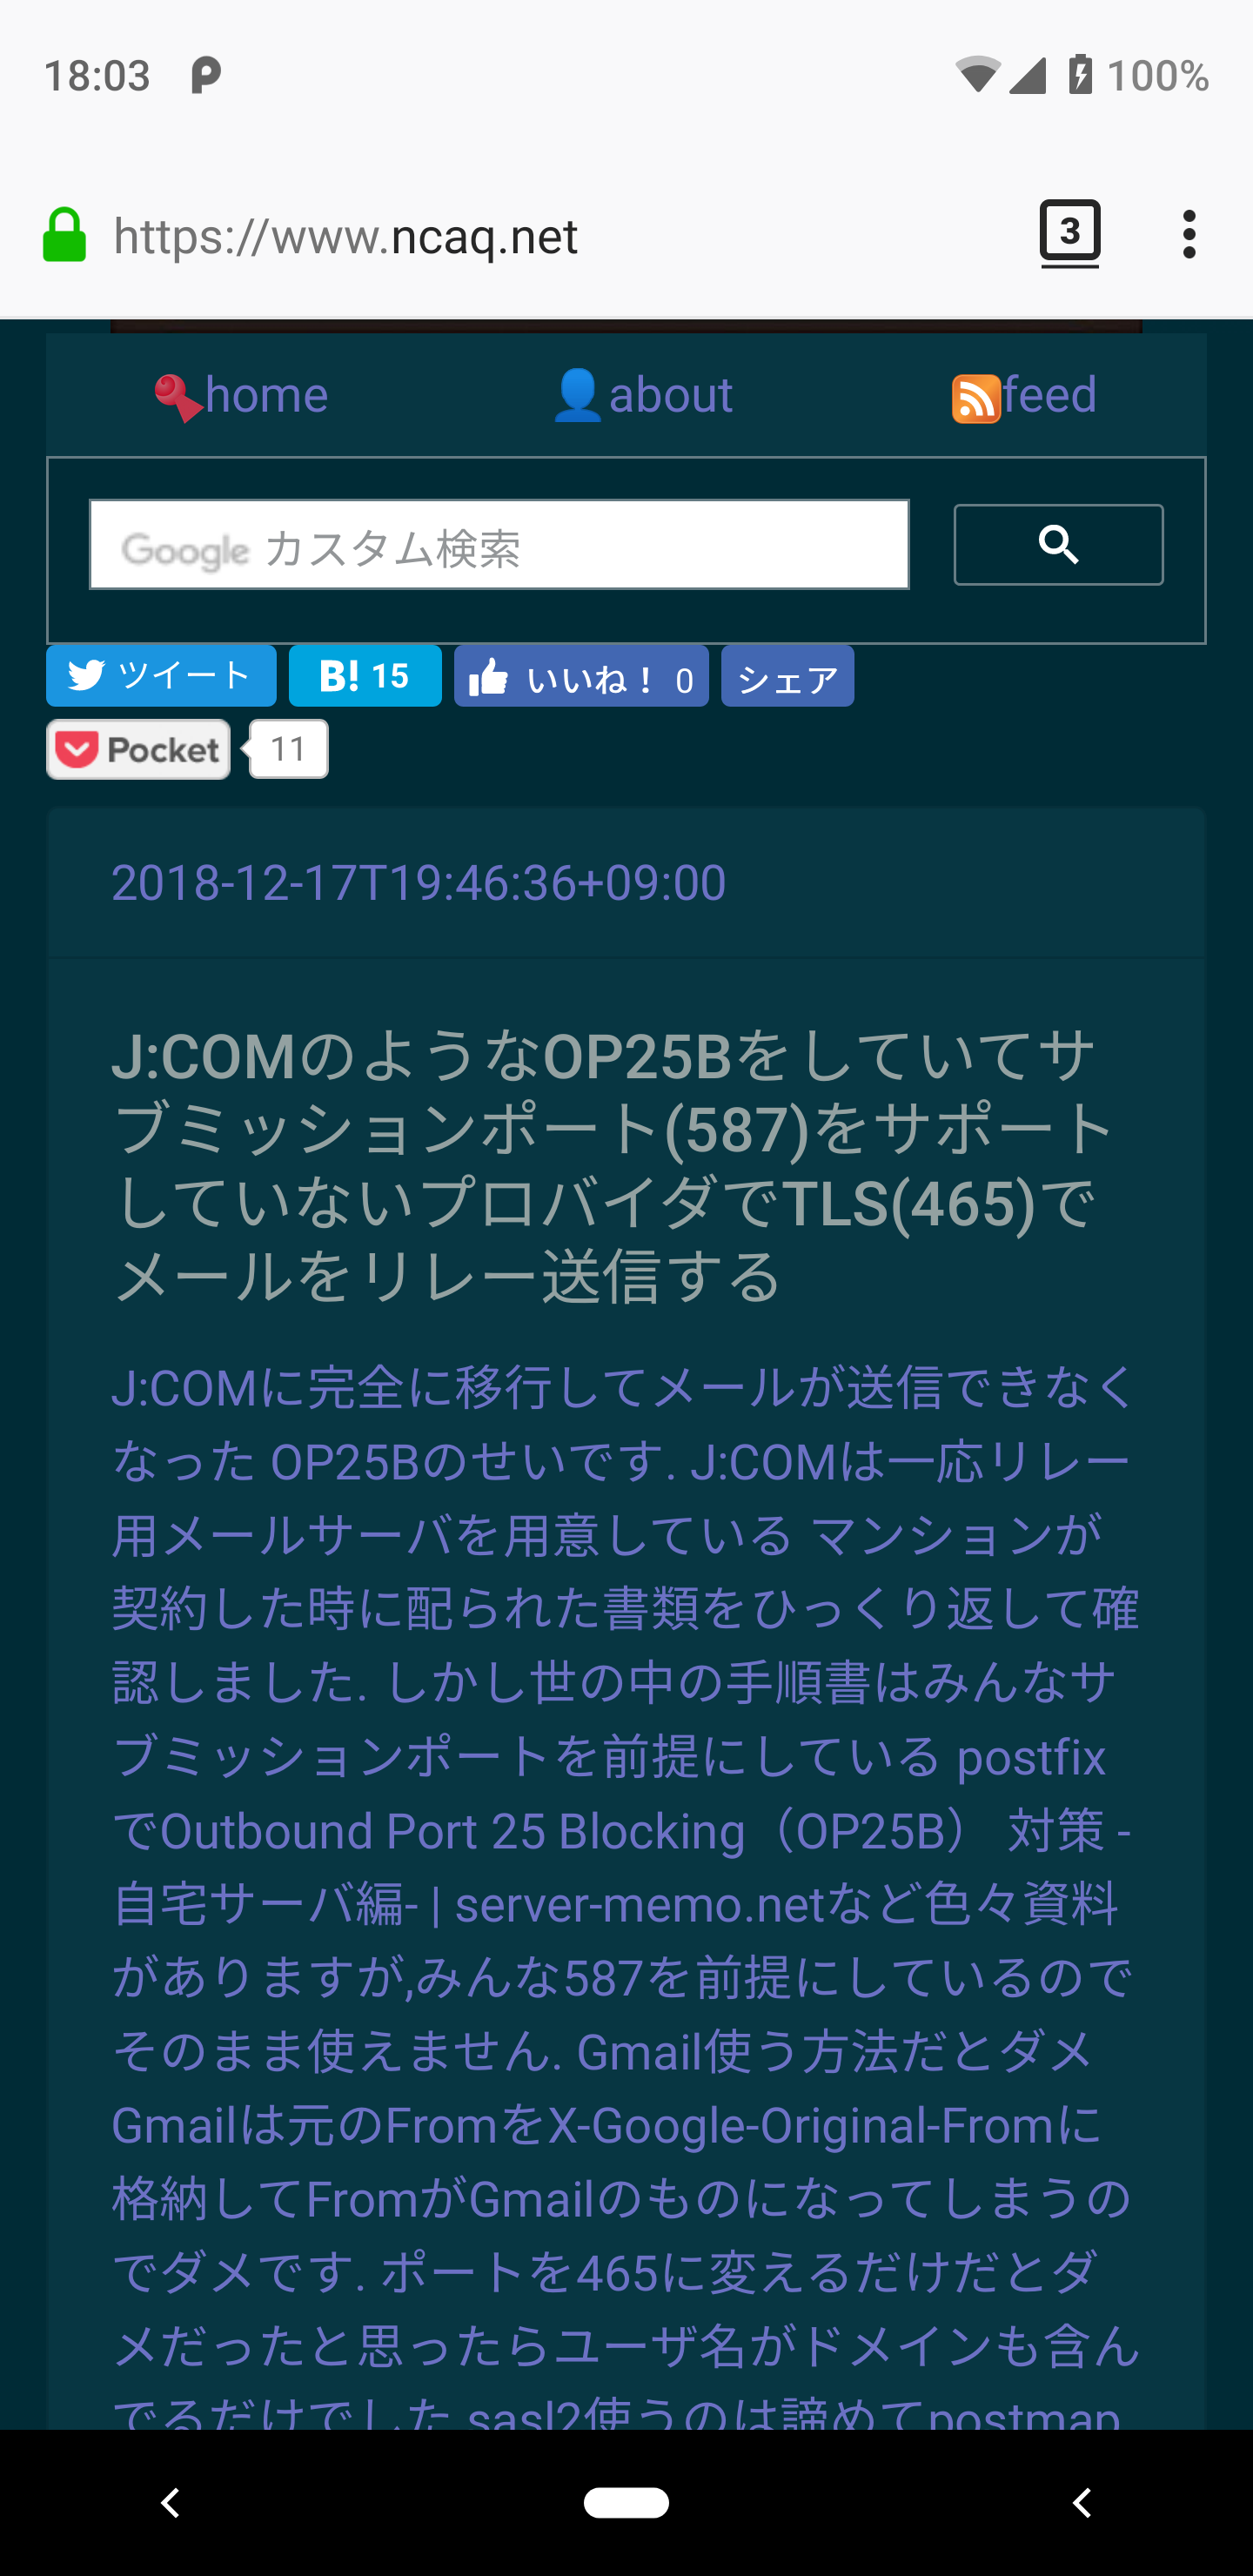 18:03 100%
https://www.ncaq.net 3
home about feed
Google カスタム検索
ツイート B! 15 いいね！ 0 シェア
Pocket 11
2018-12-17T19:46:36+09:00
J:COMのようなOP25Bをしていてサ
ブミッションポート(587)をサポート
していないプロバイダでTLS(465)で
メールをリレー送信する
J:COMに完全に移行してメールが送信できなく
なった OP25Bのせいです. J:COMは一応リレー
用メールサーバを用意している マンションが
契約した時に配られた書類をひっくり返して確
認しました. しかし世の中の手順書はみんなサ
ブミッションポートを前提にしている postfix
でOutbound Port 25 Blocking（OP25B） 対策 -
自宅サーバ編- | server-memo.netなど色々資料
がありますが,みんな587を前提にしているので
そのまま使えません. Gmail使う方法だとダメ
Gmailは元のFromをX-Google-Original-Fromに
格納してFromがGmailのものになってしまうの
でダメです. ポートを465に変えるだけだとダ
メだったと思ったらユーザ名がドメインも含ん
でるだけでした sasl2使うのは諦めてpostman